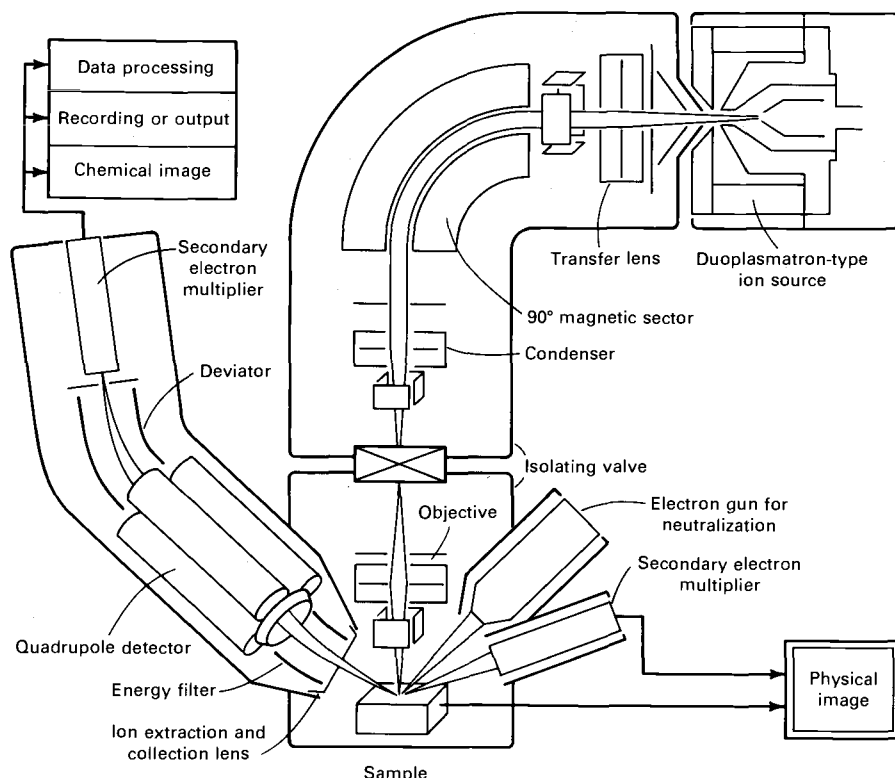 Data processing
Recording or output
Chemical image
Secondary
electron
multiplier
Transfer lens
Duoplasmatron-type
ion source
90° magnetic sector
Condenser
Deviator
Isolating valve
Electron gun for
neutralization
Objective
Secondary electron
multiplier
Quadrupole detector
Energy filter
Physical
image
Ion extraction and
collection lens
Sample